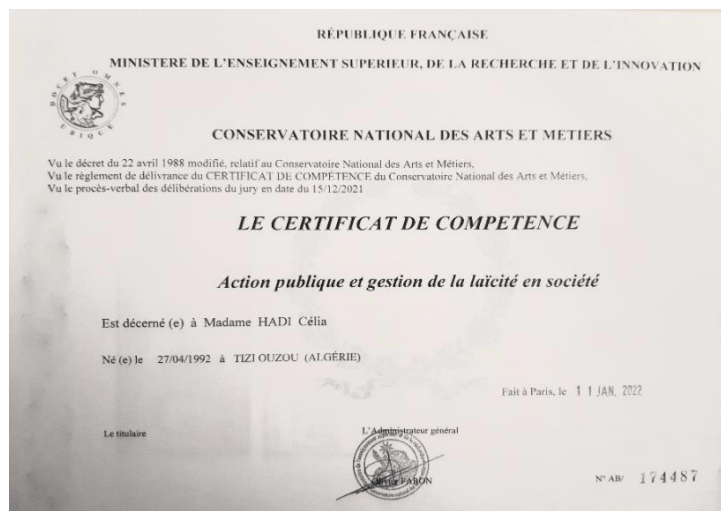 RÉPUBLIQUE FRANÇAISE
MINISTERE DE L'ENSEIGNEMENT SUPERIEUR, DE LA RECHERCHE ET DE L'INNOVATION
DOCET OMNES UBIQUE
CONSERVATOIRE NATIONAL DES ARTS ET METIERS
Vu le décret du 22 avril 1988 modifié, relatif au Conservatoire National des Arts et Métiers,
Vu le règlement de délivrance du CERTIFICAT DE COMPÉTENCE du Conservatoire National des Arts et Métiers,
Vu le procès-verbal des délibérations du jury en date du 15/12/2021
LE CERTIFICAT DE COMPETENCE
Action publique et gestion de la laïcité en société
Est décerné (e) à Madame HADI Célia
Né (e) le 27/04/1992 à TIZI OUZOU (ALGÉRIE)
Fait à Paris, le 11 JAN. 2022
Le titulaire
L'Administrateur général
Olivier FARON
N° AB/ 174487